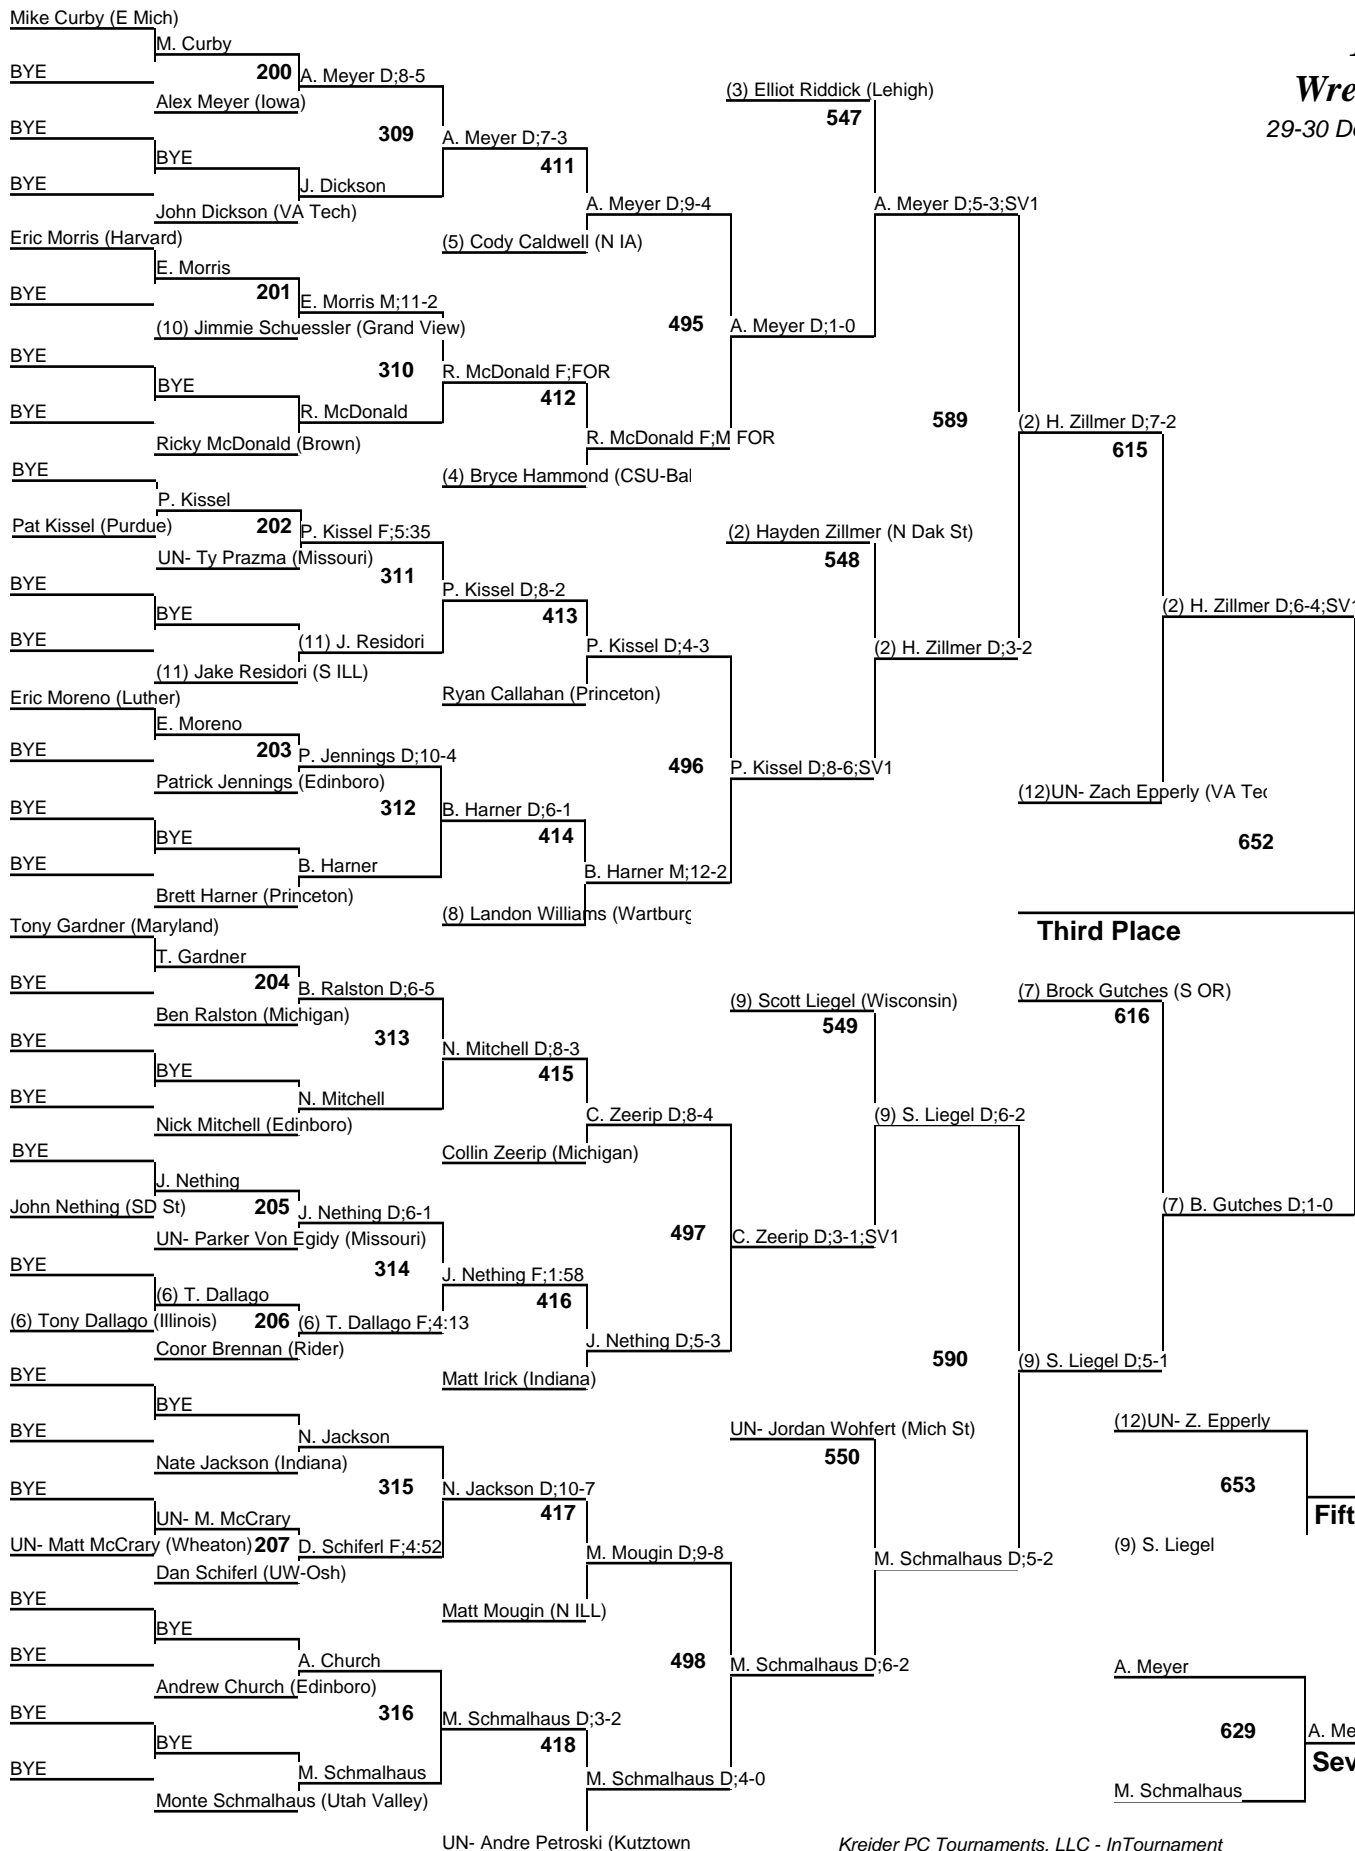 Mike Curby (E Mich)
M. Curby
BYE
200
A. Meyer D;8-5
Alex Meyer (Iowa)
BYE
309
A. Meyer D;7-3
BYE
411
BYE
J. Dickson
John Dickson (VA Tech)
A. Meyer D;9-4
Eric Morris (Harvard)
(5) Cody Caldwell (N IA)
E. Morris
BYE
201
E. Morris M;11-2
(10) Jimmie Schuessler (Grand View)
495
A. Meyer D;1-0
BYE
310
R. McDonald F;FOR
BYE
412
BYE
R. McDonald
Ricky McDonald (Brown)
R. McDonald F;M FOR
BYE
(4) Bryce Hammond (CSU-Bal
(3) Elliot Riddick (Lehigh)
547
A. Meyer D;5-3;SV1
589
(2) H. Zillmer D;7-2
615
P. Kissel
Pat Kissel (Purdue)
202
P. Kissel F;5:35
UN- Ty Prazma (Missouri)
(2) Hayden Zillmer (N Dak St)
548
BYE
311
P. Kissel D;8-2
BYE
413
BYE
(11) J. Residori
(11) Jake Residori (S ILL)
P. Kissel D;4-3
(2) H. Zillmer D;3-2
(2) H. Zillmer D;6-4;SV1
Eric Moreno (Luther)
Ryan Callahan (Princeton)
E. Moreno
BYE
203
P. Jennings D;10-4
Patrick Jennings (Edinboro)
496
P. Kissel D;8-6;SV1
(12)UN- Zach Epperly (VA Tec
BYE
312
B. Harner D;6-1
BYE
414
BYE
B. Harner
Brett Harner (Princeton)
B. Harner M;12-2
652
(8) Landon Williams (Wartburg
Third Place
Tony Gardner (Maryland)
T. Gardner
BYE
204
B. Ralston D;6-5
Ben Ralston (Michigan)
(9) Scott Liegel (Wisconsin)
549
(7) Brock Gutches (S OR)
616
BYE
313
N. Mitchell D;8-3
BYE
415
BYE
N. Mitchell
Nick Mitchell (Edinboro)
C. Zeerip D;8-4
(9) S. Liegel D;6-2
BYE
Collin Zeerip (Michigan)
J. Nething
John Nething (SD St)
205
J. Nething D;6-1
UN- Parker Von Egidy (Missouri)
497
C. Zeerip D;3-1;SV1
(7) B. Gutches D;1-0
BYE
314
J. Nething F;1:58
(6) T. Dallago
416
(6) Tony Dallago (Illinois)
206
(6) T. Dallago F;4:13
Conor Brennan (Rider)
J. Nething D;5-3
590
(9) S. Liegel D;5-1
BYE
Matt Irick (Indiana)
BYE
BYE
N. Jackson
Nate Jackson (Indiana)
UN- Jordan Wohfert (Mich St)
550
(12)UN- Z. Epperly
BYE
315
N. Jackson D;10-7
653
UN- M. McCrary
417
Fift
UN- Matt McCrary (Wheaton)
207
D. Schiferl F;4:52
Dan Schiferl (UW-Osh)
M. Mougin D;9-8
M. Schmalhaus D;5-2
(9) S. Liegel
BYE
Matt Mougin (N ILL)
BYE
BYE
A. Church
Andrew Church (Edinboro)
498
M. Schmalhaus D;6-2
A. Meyer
BYE
316
M. Schmalhaus D;3-2
BYE
418
629
A. Me
BYE
M. Schmalhaus
Monte Schmalhaus (Utah Valley)
M. Schmalhaus D;4-0
Sev
M. Schmalhaus
UN- Andre Petroski (Kutztown
Kreider PC Tournaments, LLC - InTournament
Wre
29-30 D